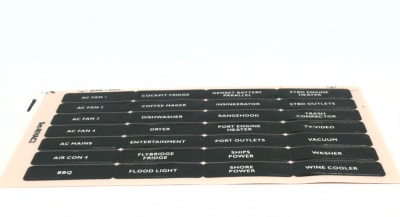 AC FAN 1 COCKPIT FRIDGE GENSET BATTERY PARALLEL STBD ENGINE HEATER
AC FAN 2 COFFEE MAKER INSINKERATOR STBD OUTLETS
AC FAN 3 DISHWASHER RANGEHOOD TRASH COMPACTOR
AC FAN 4 DRYER PORT ENGINE HEATER TV/VIDEO
AC MAINS ENTERTAINMENT PORT OUTLETS VACUUM
AIR CON 4 FLYBRIDGE FRIDGE SHIPS POWER WASHER
BBQ FLOOD LIGHT SHORE POWER WINE COOLER